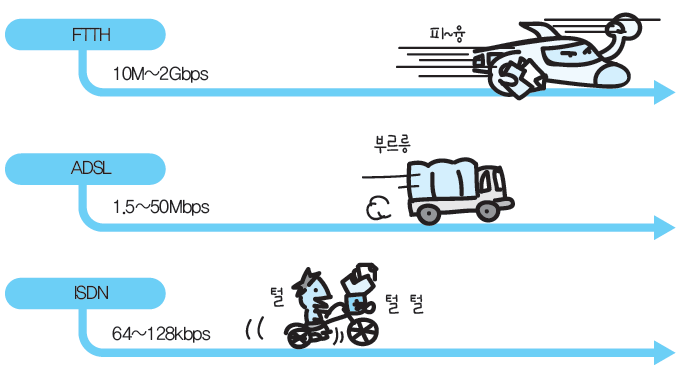 FTTH
피~융
10M~2Gbps
부르릉
ADSL
1.5~50Mbps
ISDN
털
털 털
64~128kbps